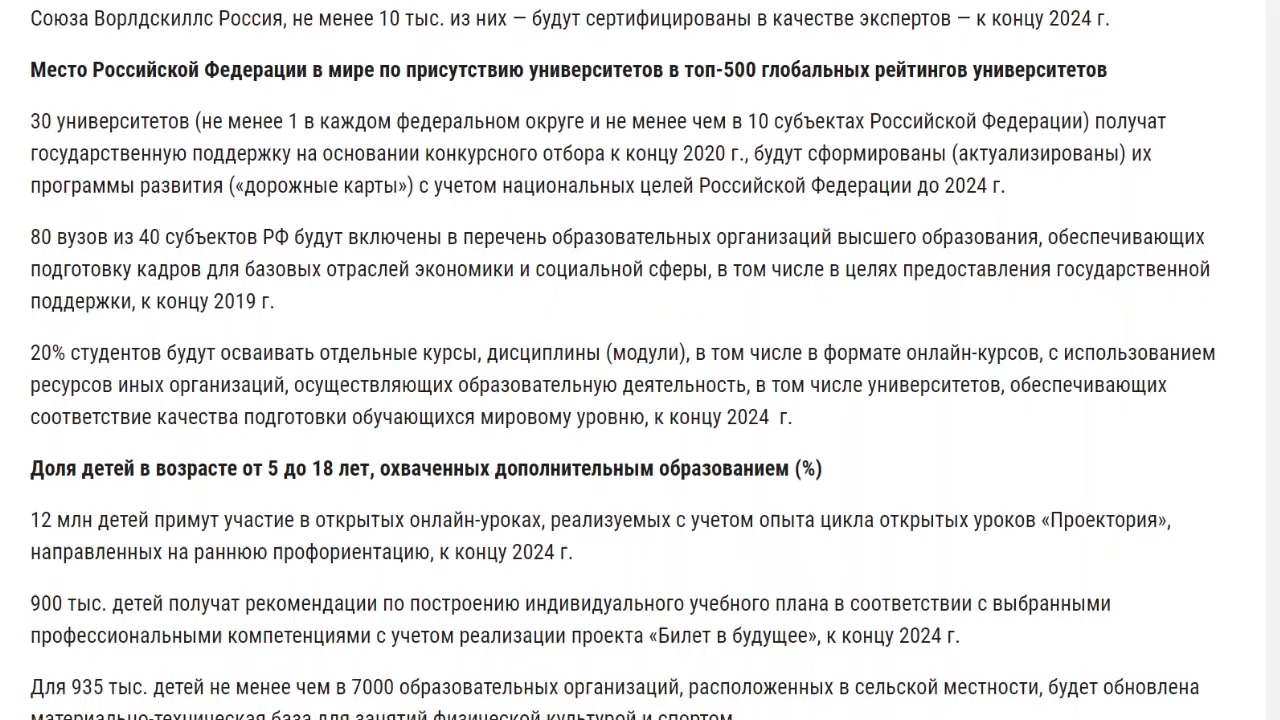 Союза Ворлдскиллс Россия, не менее 10 тыс. из них — будут сертифицированы в качестве экспертов — к концу 2024 г.
Место Российской Федерации в мире по присутствию университетов в топ-500 глобальных рейтингов университетов
30 университетов (не менее 1 в каждом федеральном округе и не менее чем в 10 субъектах Российской Федерации) получат
государственную поддержку на основании конкурсного отбора к концу 2020 г., будут сформированы (актуализированы) их
программы развития («дорожные карты») с учетом национальных целей Российской Федерации до 2024 г.
80 вузов из 40 субъектов РФ будут включены в перечень образовательных организаций высшего образования, обеспечивающих
подготовку кадров для базовых отраслей экономики и социальной сферы, в том числе в целях предоставления государственной
поддержки, к концу 2019 г.
20% студентов будут осваивать отдельные курсы, дисциплины (модули), в том числе в формате онлайн-курсов, с использованием
ресурсов иных организаций, осуществляющих образовательную деятельность, в том числе университетов, обеспечивающих
соответствие качества подготовки обучающихся мировому уровню, к концу 2024 г.
Доля детей в возрасте от 5 до 18 лет, охваченных дополнительным образованием (%)
12 млн детей примут участие в открытых онлайн-уроках, реализуемых с учетом опыта цикла открытых уроков «Проектория»,
направленных на раннюю профориентацию, к концу 2024 г.
900 тыс. детей получат рекомендации по построению индивидуального учебного плана в соответствии с выбранными
профессиональными компетенциями с учетом реализации проекта «Билет в будущее», к концу 2024 г.
Для 935 тыс. детей не менее чем в 7000 образовательных организаций, расположенных в сельской местности, будет обновлена
материально-техническая база для занятий физической культурой и спортом